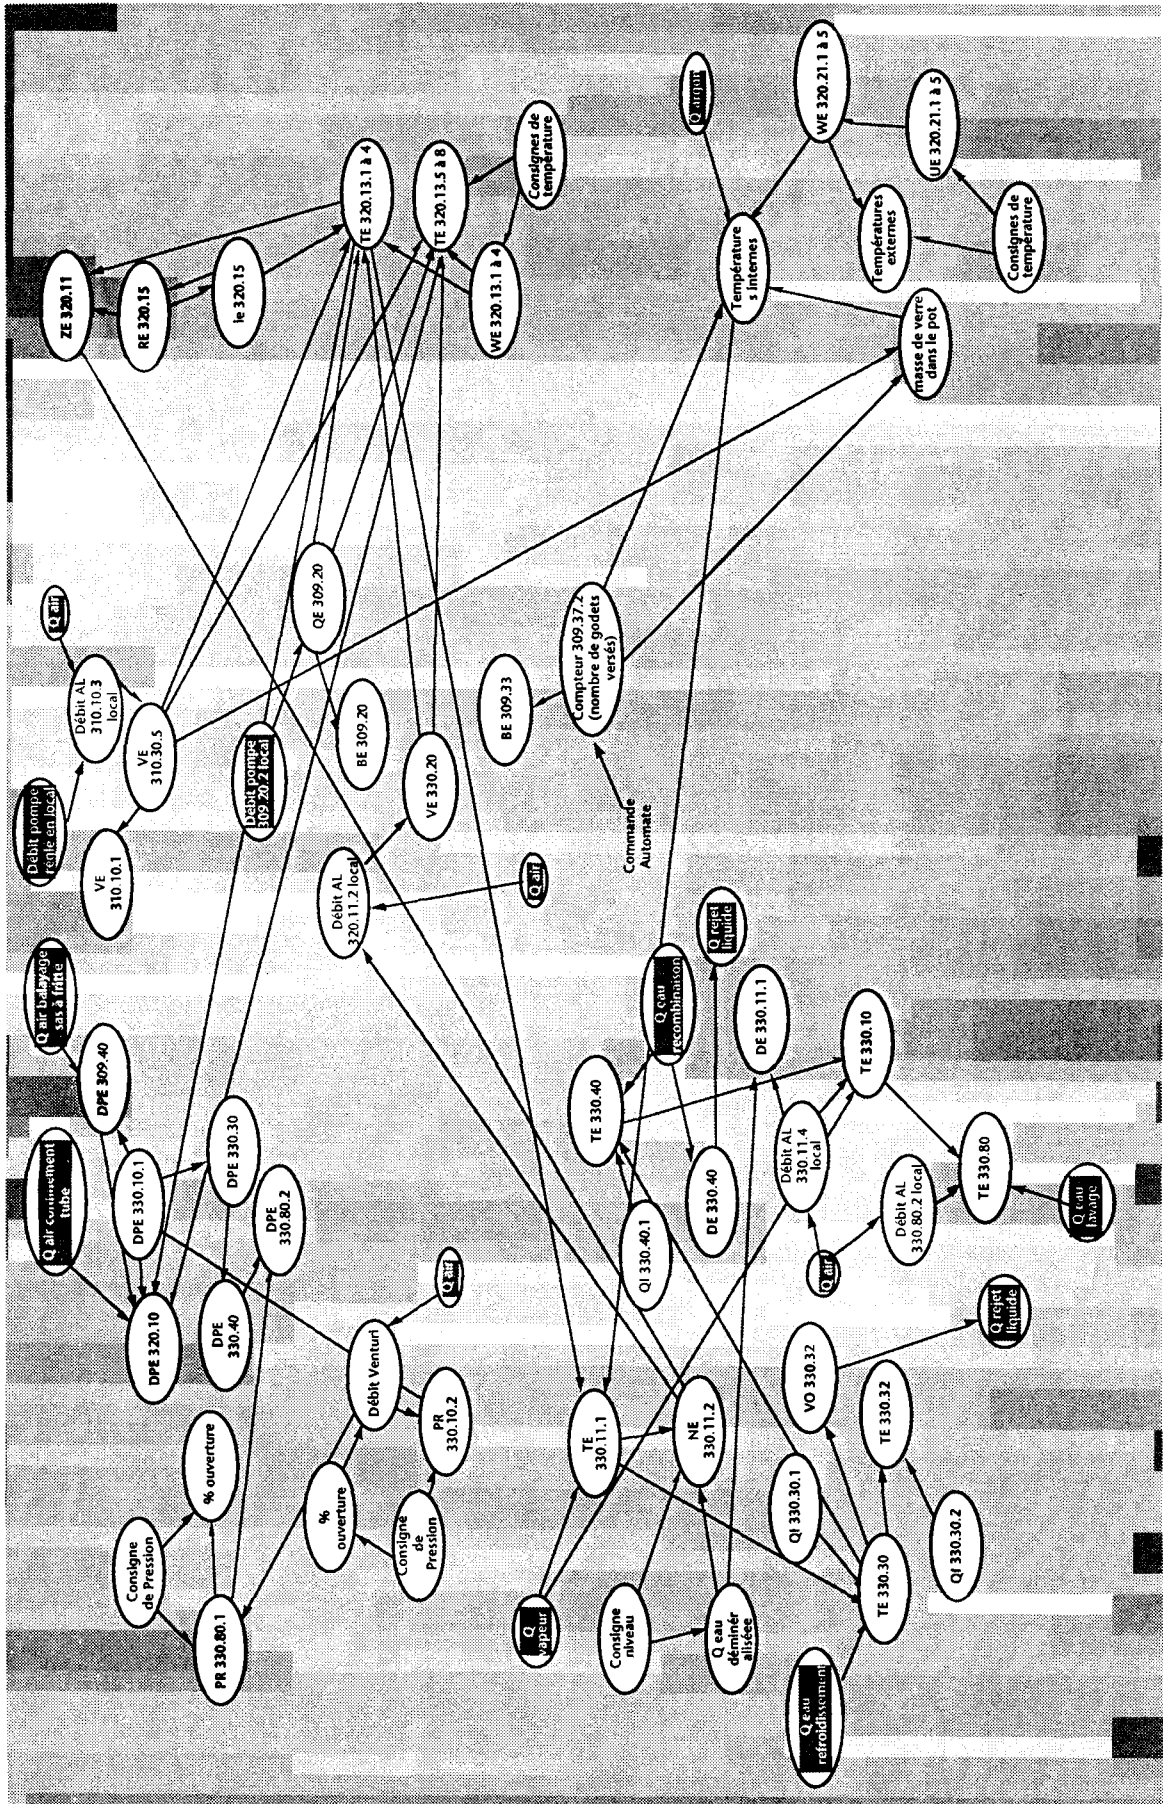 Q air confinement
tube
Q air balayage
sas à fritte
Débit pompe
réglé en local
Q air
Débit AL
310.10.3
local
VE
310.10.1
VE
310.30.5
ZE 320.11
RE 320.15
Ie 320.15
DPE 309.40
DPE 330.10.1
DPE 320.10
DPE 330.30
DPE
330.40
DPE
330.80.2
Consigne
de Pression
% ouverture
PR 330.80.1
Débit pompe
309.20.2 local
QE 309.20
BE 309.20
TE 320.13.1 à 4
TE 320.13.5 à 8
WE 320.13.1 à 4
Consignes de
température
Débit AL
320.11.2 local
VE 330.20
Q air
%
ouverture
Débit Venturi
Q air
Consigne
de
Pression
PR
330.10.2
BE 309.33
Compteur 309.37.2
(nombre de godets
versés)
Commande
Automate
Q argon
Température
s internes
WE 320.21.1 à 5
Températures
externes
UE 320.21.1 à 5
Consignes de
température
masse de verre
dans le pot
Q
vapeur
TE
330.11.1
TE 330.40
Q eau
recombinaison
Q rejet
liquide
QI 330.40.1
DE 330.40
DE 330.11.1
Consigne
niveau
NE
330.11.2
Q eau
déminér
alisée
Débit AL
330.11.4
local
TE 330.10
Q air
Débit AL
330.80.2 local
TE 330.80
Q eau
lavage
QI 330.30.1
VO 330.32
Q rejet
liquide
Q eau
refroidissement
TE 330.30
TE 330.32
QI 330.30.2